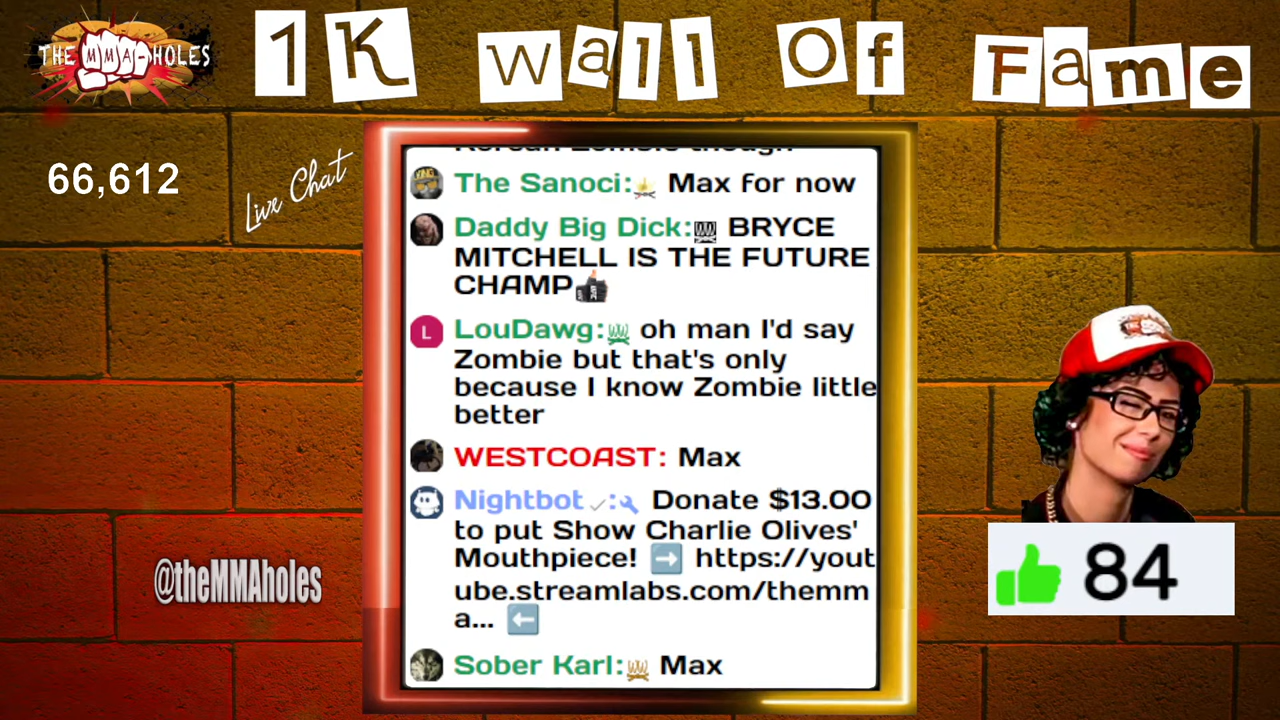 THE MMA-HOLES
1K Wall Of Fame
66,612
Live Chat
Korean Zombie though
The Sanoci: Max for now
Daddy Big Dick: BRYCE
MITCHELL IS THE FUTURE
CHAMP
L LouDawg: oh man I'd say
Zombie but that's only
because I know Zombie little
better
WESTCOAST: Max
Nightbot: Donate $13.00
to put Show Charlie Olives'
Mouthpiece! ➡️ https://yout
ube.streamlabs.com/themm
a... ⬅️
Sober Karl: Max
@theMMAholes
84